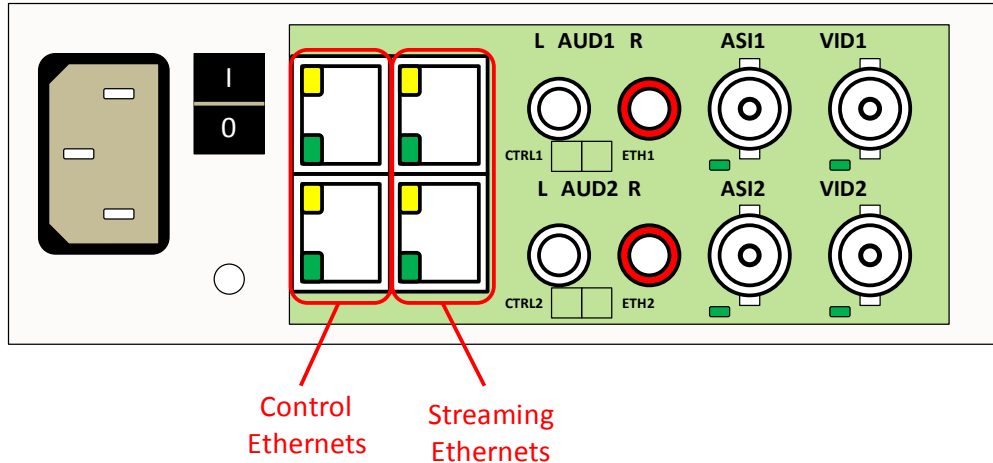 L AUD1 R
ASI1
VID1
I
0
CTRL1
ETH1
L AUD2 R
ASI2
VID2
CTRL2
ETH2
Control
Ethernets
Streaming
Ethernets